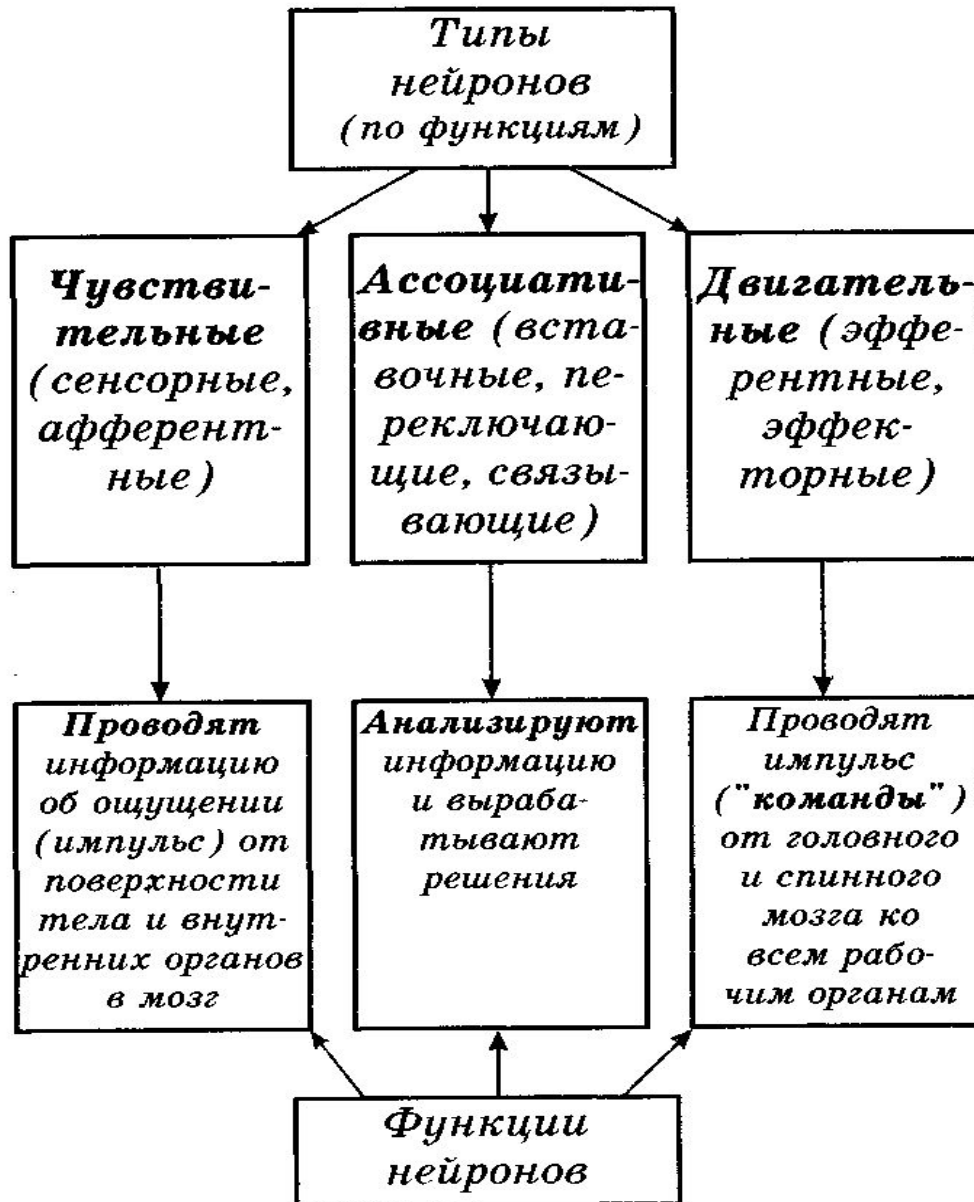 Типы
нейронов
(по функциям)
Чувстви-
тельные
(сенсорные,
афферент-
ные)
Ассоциати-
вные (вста-
вочные, пе-
реключаю-
щие, связы-
вающие)
Двигатель-
ные (эффе-
рентные,
эффек-
торные)
Проводят
информацию
об ощущении
(импульс) от
поверхности
тела и внут-
ренних органов
в мозг
Анализируют
информацию
и выраба-
тывают
решения
Проводят
импульс
("команды")
от головного
и спинного
мозга ко
всем рабо-
чим органам
Функции
нейронов